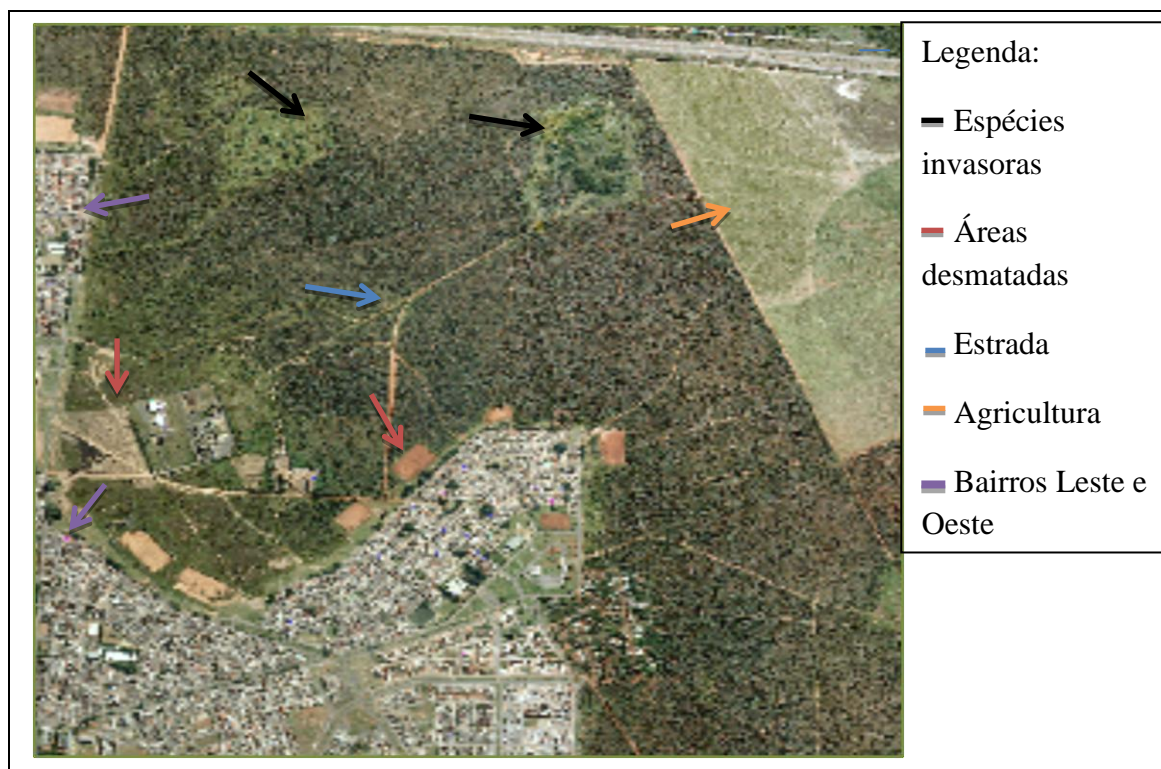 Legenda:
Espécies
invasoras
Áreas
desmatadas
Estrada
Agricultura
Bairros Leste e
Oeste